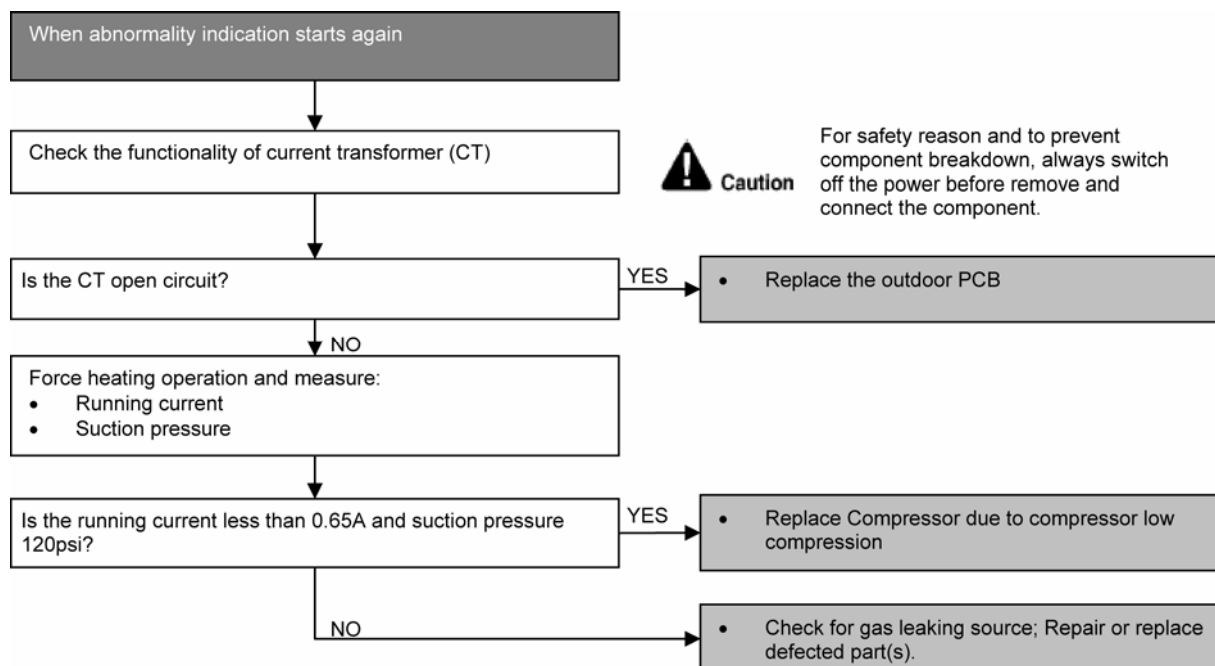 When abnormality indication starts again
Check the functionality of current transformer (CT)
Caution
For safety reason and to prevent
component breakdown, always switch
off the power before remove and
connect the component.
Is the CT open circuit?
YES
• Replace the outdoor PCB
NO
Force heating operation and measure:
• Running current
• Suction pressure
Is the running current less than 0.65A and suction pressure
120psi?
YES
• Replace Compressor due to compressor low
compression
NO
• Check for gas leaking source; Repair or replace
defected part(s).